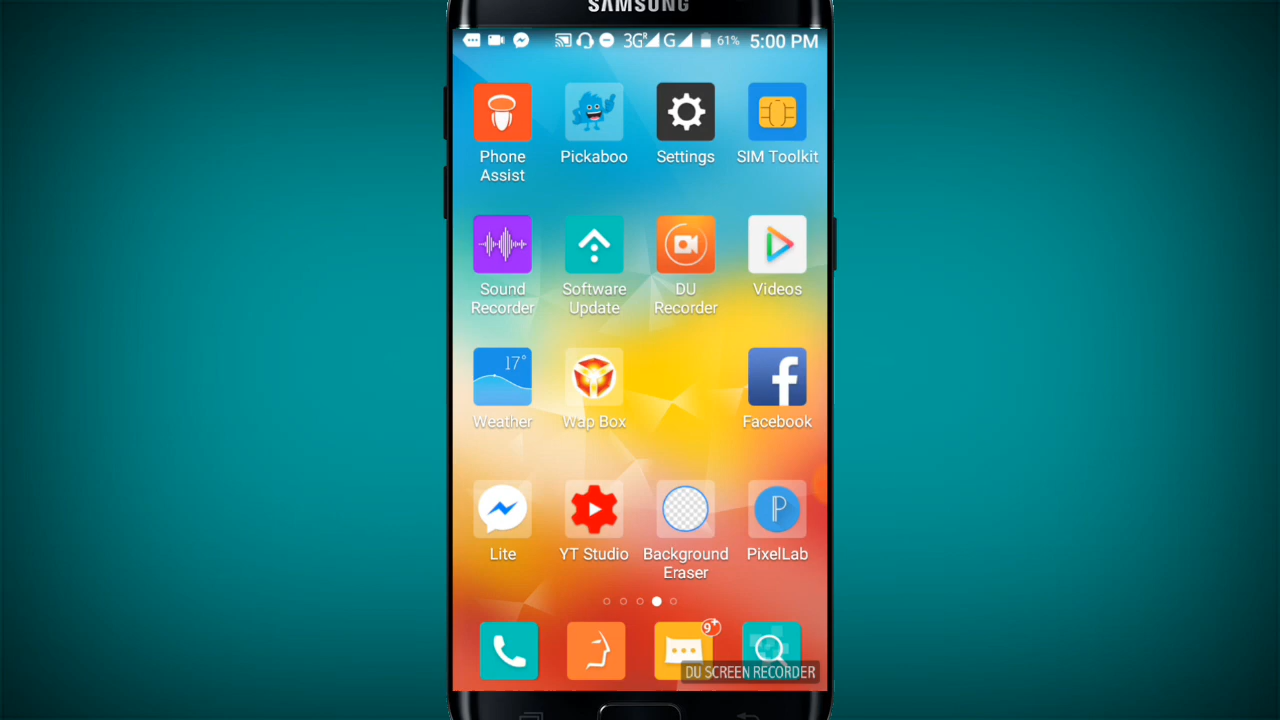 SAMSUNG
3G R G 61% 5:00 PM
Phone Assist
Pickaboo
Settings
SIM Toolkit
Sound Recorder
Software Update
DU Recorder
Videos
17°
Weather
Wap Box
Facebook
Lite
YT Studio
Background Eraser
PixelLab
9+
DU SCREEN RECORDER